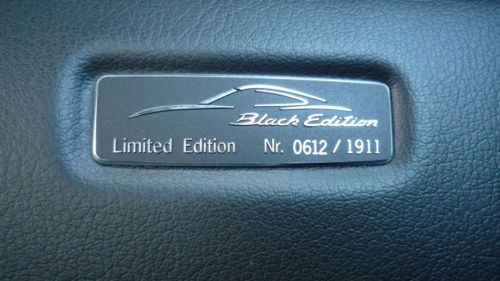 Black Edition
Limited Edition Nr. 0612 / 1911